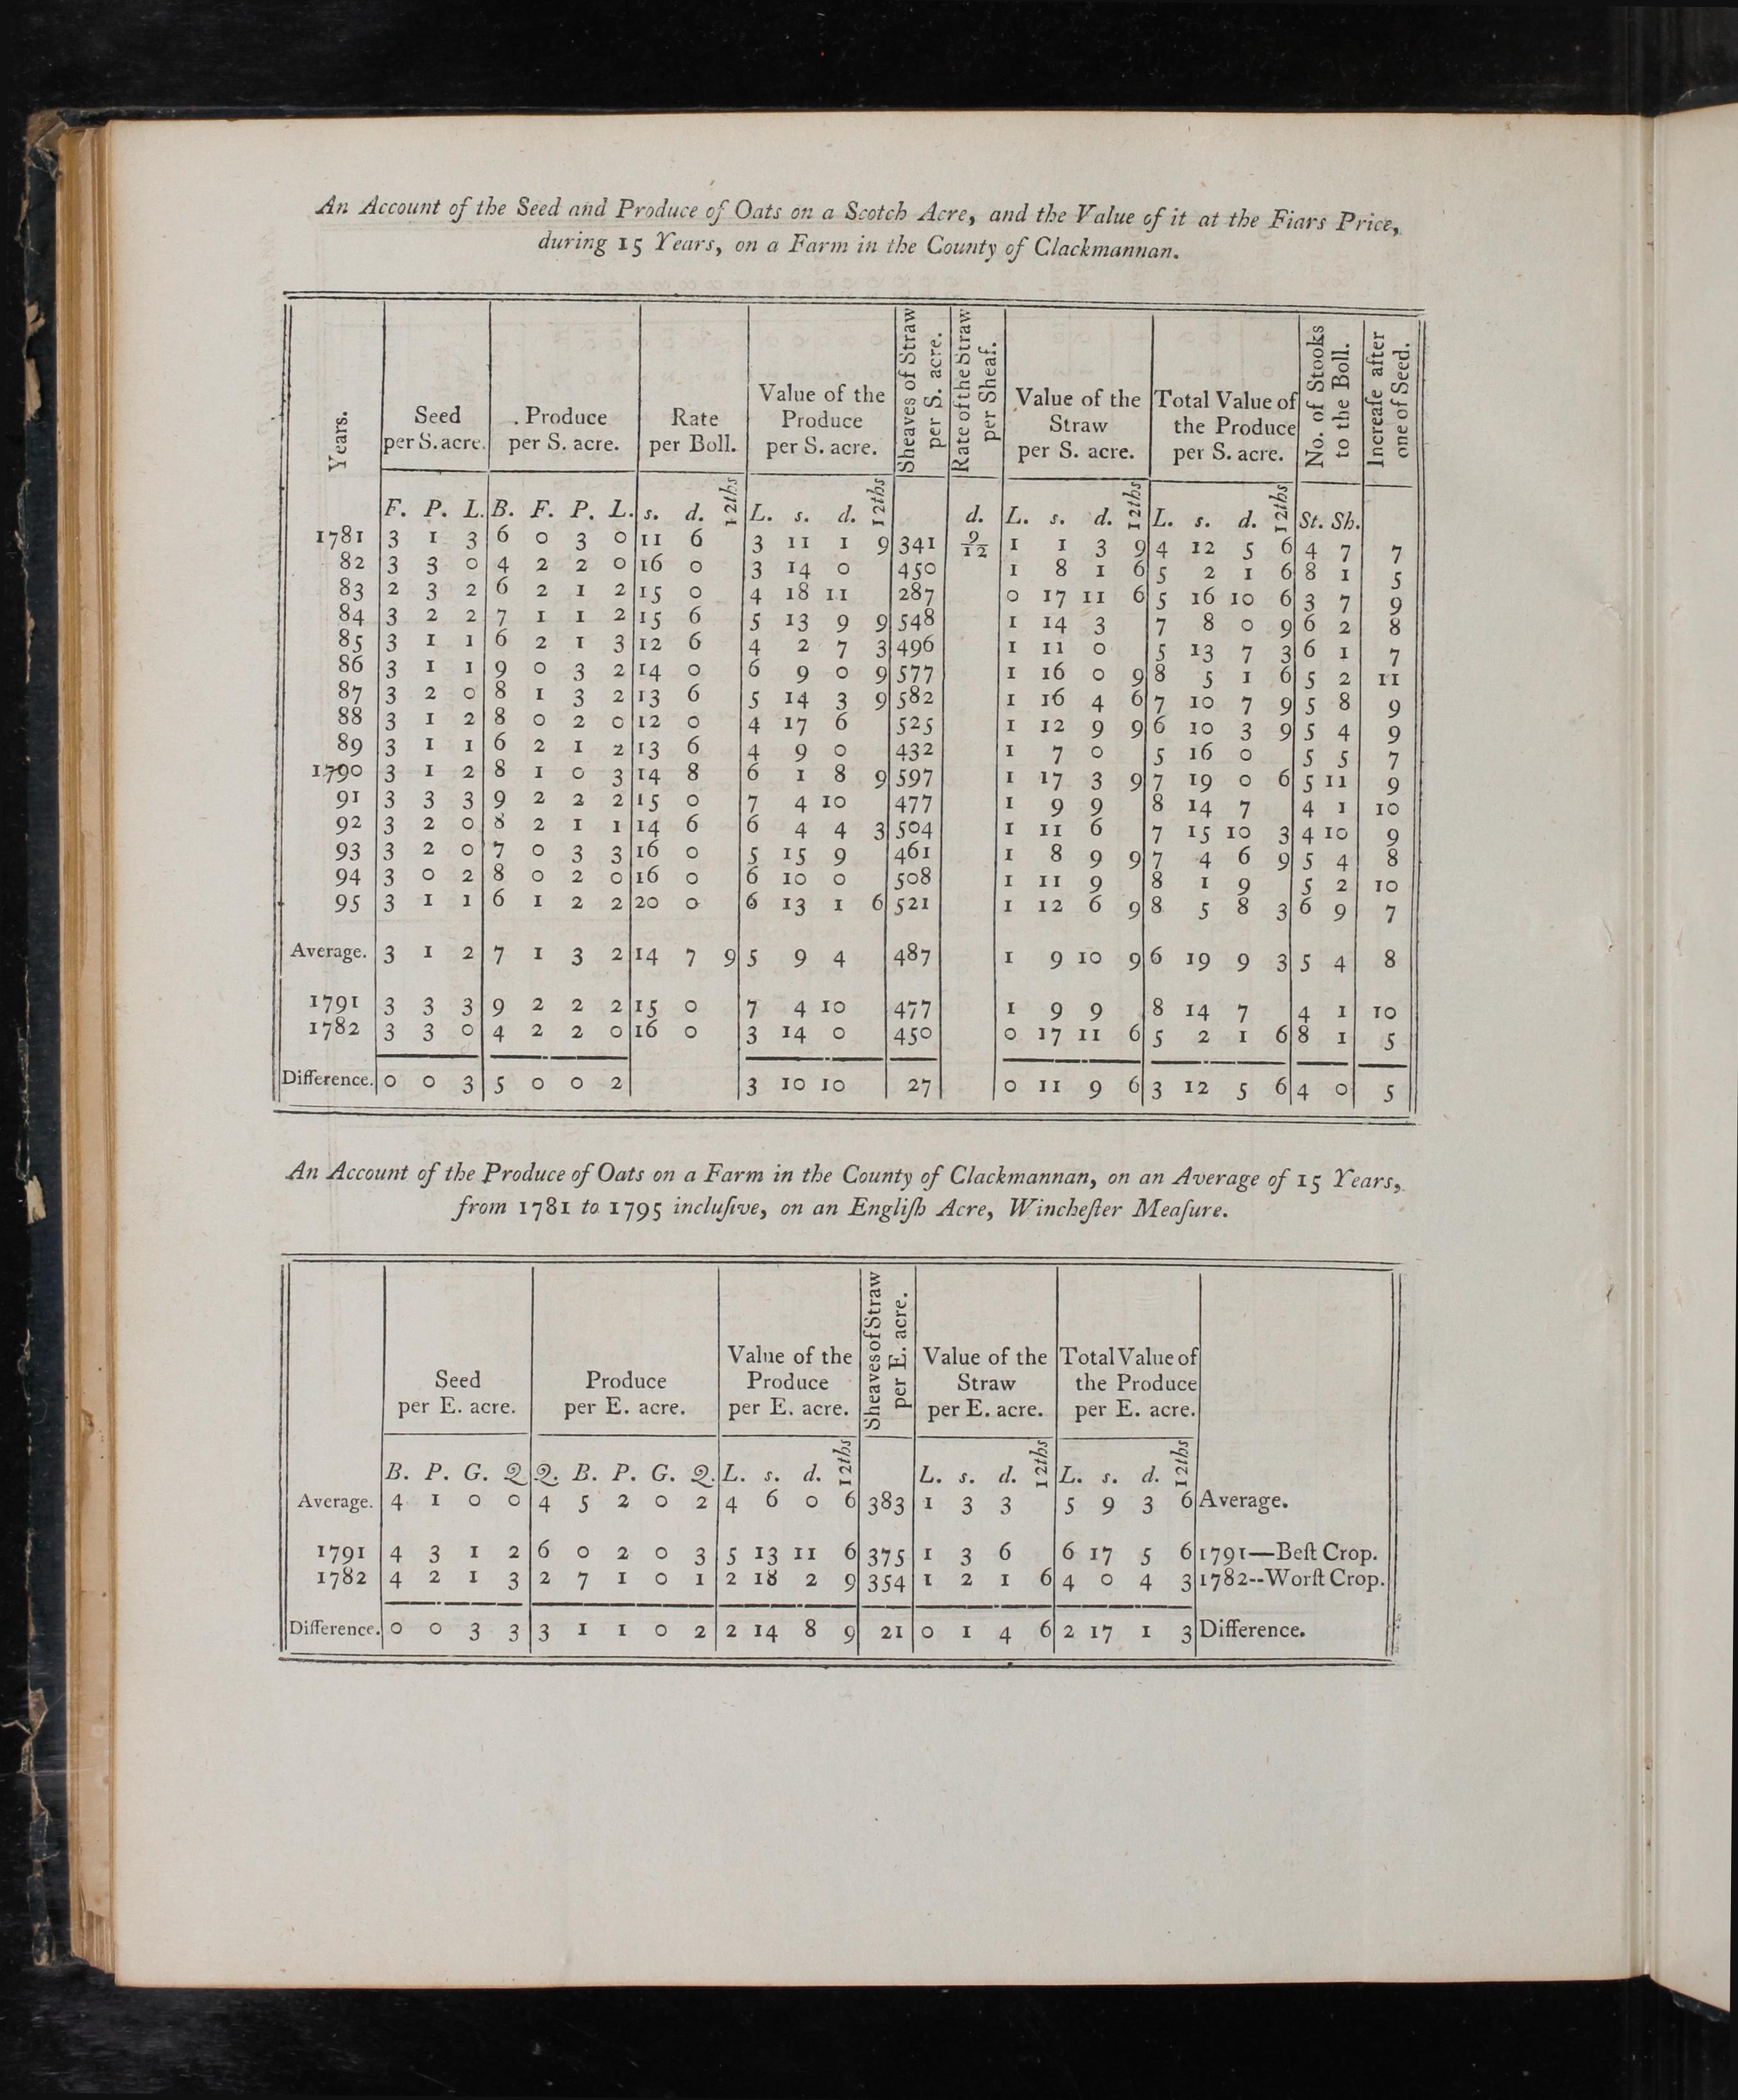 An Account of the Seed and Produce of Oats on a Scotch Acre, and the Value of it at the Fiars Price,
during 15 Years, on a Farm in the County of Clackmannan.
Years. Seed per S. acre. Produce per S. acre. Rate per Boll. Value of the Produce per S. acre. Sheaves of Straw per S. acre. Rate of the Straw per Sheaf. Value of the Straw per S. acre. Total Value of the Produce per S. acre. No. of Stooks to the Boll. Increaſe after one of Seed.
F. P. L. B. F. P. L. s. d. 12ths L. s. d. 12ths d. L. s. d. 12ths L. s. d. 12ths St. Sh.
1781 3 1 3 6 0 3 0 11 6 3 11 1 9 341 9/12 1 1 3 9 4 12 5 6 4 7 7
82 3 3 0 4 2 2 0 16 0 3 14 0 450 1 8 1 6 5 2 1 6 8 1 5
83 2 3 2 6 2 1 2 15 0 4 18 11 287 0 17 11 6 5 16 10 6 3 7 9
84 3 2 2 7 1 1 2 15 6 5 13 9 9 548 1 14 3 7 8 0 9 6 2 8
85 3 1 1 6 2 1 3 12 6 4 2 7 3 496 1 11 0 5 13 7 3 6 1 7
86 3 1 1 9 0 3 2 14 0 6 9 0 9 577 1 16 0 9 8 5 1 6 5 2 11
87 3 2 0 8 1 3 2 13 6 5 14 3 9 582 1 16 4 6 7 10 7 9 5 8 9
88 3 1 2 8 0 2 0 12 0 4 17 6 525 1 12 9 9 6 10 3 9 5 4 9
89 3 1 1 6 2 1 2 13 6 4 9 0 432 1 7 0 5 16 0 5 5 7
1790 3 1 2 8 1 0 3 14 8 6 1 8 9 597 1 17 3 9 7 19 0 6 5 11 9
91 3 3 3 9 2 2 2 15 0 7 4 10 477 1 9 9 8 14 7 4 1 10
92 3 2 0 8 2 1 1 14 6 6 4 4 3 504 1 11 6 7 15 10 3 4 10 9
93 3 2 0 7 0 3 3 16 0 5 15 9 461 1 8 9 9 7 4 6 9 5 4 8
94 3 0 2 8 0 2 0 16 0 6 10 0 508 1 11 9 8 1 9 5 2 10
95 3 1 1 6 1 2 2 20 0 6 13 1 6 521 1 12 6 9 8 5 8 3 6 9 7
Average. 3 1 2 7 1 3 2 14 7 9 5 9 4 487 1 9 10 9 6 19 9 3 5 4 8
1791 3 3 3 9 2 2 2 15 0 7 4 10 477 1 9 9 8 14 7 4 1 10
1782 3 3 0 4 2 2 0 16 0 3 14 0 450 0 17 11 6 5 2 1 6 8 1 5
Difference. 0 0 3 5 0 0 2 3 10 10 27 0 11 9 6 3 12 5 6 4 0 5
An Account of the Produce of Oats on a Farm in the County of Clackmannan, on an Average of 15 Years,
from 1781 to 1795 incluſive, on an Engliſh Acre, Wincheſter Meaſure.
Seed per E. acre. Produce per E. acre. Value of the Produce per E. acre. Sheaves of Straw per E. acre. Value of the Straw per E. acre. Total Value of the Produce per E. acre.
B. P. G. Q. Q. B. P. G. Q. L. s. d. 12ths L. s. d. 12ths L. s. d. 12ths
Average. 4 1 0 0 4 5 2 0 2 4 6 0 6 383 1 3 3 5 9 3 6 Average.
1791 4 3 1 2 6 0 2 0 3 5 13 11 6 375 1 3 6 6 17 5 6 1791—Beſt Crop.
1782 4 2 1 3 2 7 1 0 1 2 18 2 9 354 1 2 1 6 4 0 4 3 1782--Worſt Crop.
Difference. 0 0 3 3 3 1 1 0 2 2 14 8 9 21 0 1 4 6 2 17 1 3 Difference.